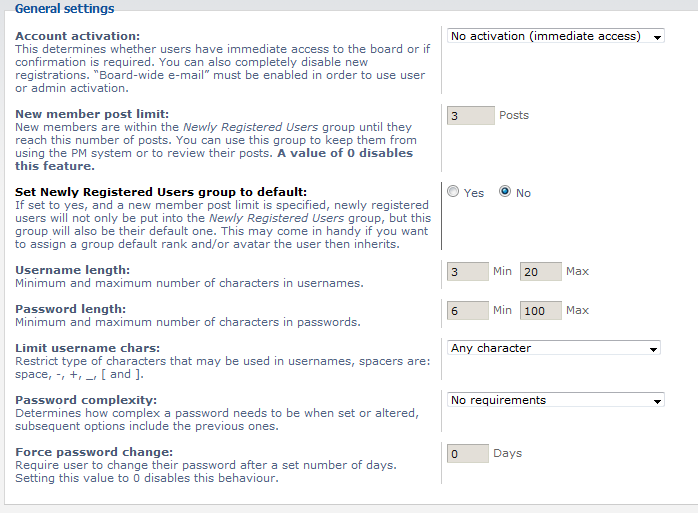 General settings
Account activation:
No activation (immediate access)
This determines whether users have immediate access to the board or if
confirmation is required. You can also completely disable new
registrations. “Board-wide e-mail” must be enabled in order to use user
or admin activation.
New member post limit:
3 Posts
New members are within the Newly Registered Users group until they
reach this number of posts. You can use this group to keep them from
using the PM system or to review their posts. A value of 0 disables
this feature.
Set Newly Registered Users group to default:
Yes No
If set to yes, and a new member post limit is specified, newly registered
users will not only be put into the Newly Registered Users group, but this
group will also be their default one. This may come in handy if you want
to assign a group default rank and/or avatar the user then inherits.
Username length:
3 Min 20 Max
Minimum and maximum number of characters in usernames.
Password length:
6 Min 100 Max
Minimum and maximum number of characters in passwords.
Limit username chars:
Any character
Restrict type of characters that may be used in usernames, spacers are:
space, -, +, _, [ and ].
Password complexity:
No requirements
Determines how complex a password needs to be when set or altered,
subsequent options include the previous ones.
Force password change:
0 Days
Require user to change their password after a set number of days.
Setting this value to 0 disables this behaviour.